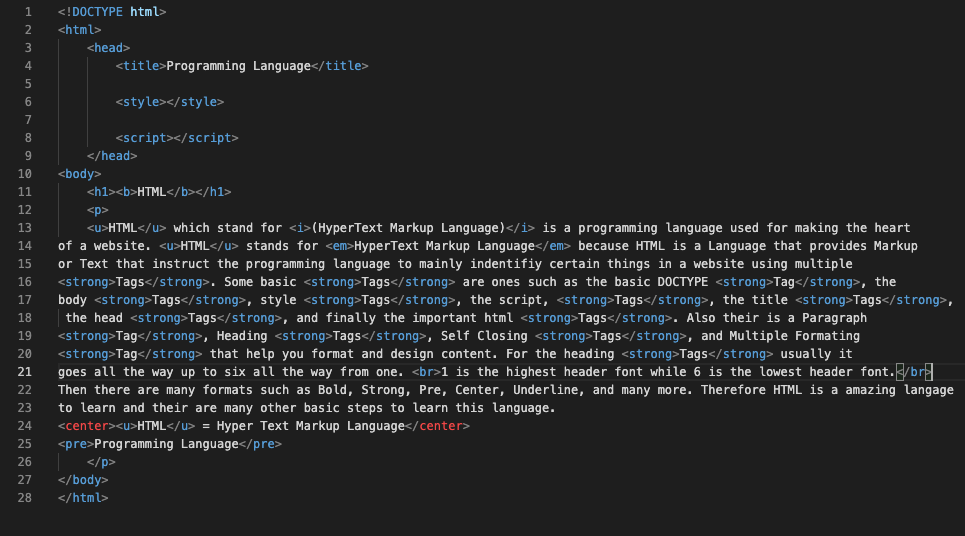 1 <!DOCTYPE html>
2 <html>
3 <head>
4 <title>Programming Language</title>
5
6 <style></style>
7
8 <script></script>
9 </head>
10 <body>
11 <h1><b>HTML</b></h1>
12 <p>
13 <u>HTML</u> which stand for <i>(HyperText Markup Language)</i> is a programming language used for making the heart
14 of a website. <u>HTML</u> stands for <em>HyperText Markup Language</em> because HTML is a Language that provides Markup
15 or Text that instruct the programming language to mainly indentifiy certain things in a website using multiple
16 <strong>Tags</strong>. Some basic <strong>Tags</strong> are ones such as the basic DOCTYPE <strong>Tag</strong>, the
17 body <strong>Tags</strong>, style <strong>Tags</strong>, the script, <strong>Tags</strong>, the title <strong>Tags</strong>,
18 the head <strong>Tags</strong>, and finally the important html <strong>Tags</strong>. Also their is a Paragraph
19 <strong>Tag</strong>, Heading <strong>Tags</strong>, Self Closing <strong>Tags</strong>, and Multiple Formating
20 <strong>Tag</strong> that help you format and design content. For the heading <strong>Tags</strong> usually it
21 goes all the way up to six all the way from one. <br>1 is the highest header font while 6 is the lowest header font.</br>
22 Then there are many formats such as Bold, Strong, Pre, Center, Underline, and many more. Therefore HTML is a amazing langage
23 to learn and their are many other basic steps to learn this language.
24 <center><u>HTML</u> = Hyper Text Markup Language</center>
25 <pre>Programming Language</pre>
26 </p>
27 </body>
28 </html>